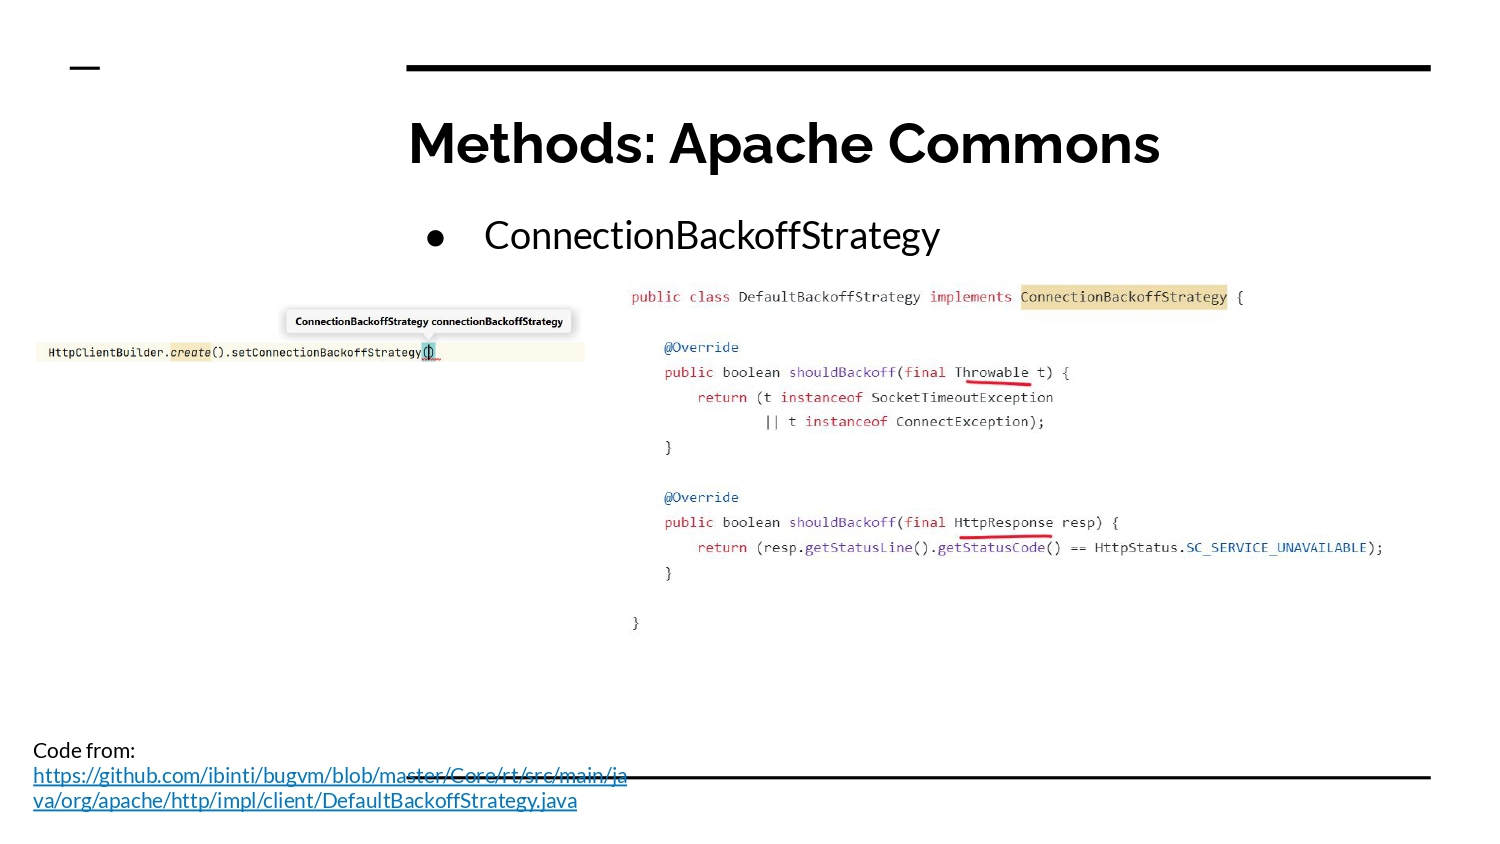 Methods: Apache Commons
● ConnectionBackoffStrategy
ConnectionBackoffStrategy connectionBackoffStrategy
HttpClientBuilder.create().setConnectionBackoffStrategy()
public class DefaultBackoffStrategy implements ConnectionBackoffStrategy {
@Override
public boolean shouldBackoff(final Throwable t) {
return (t instanceof SocketTimeoutException
|| t instanceof ConnectException);
}
@Override
public boolean shouldBackoff(final HttpResponse resp) {
return (resp.getStatusLine().getStatusCode() == HttpStatus.SC_SERVICE_UNAVAILABLE);
}
}
Code from:
https://github.com/ibinti/bugvm/blob/master/Core/rt/src/main/ja
va/org/apache/http/impl/client/DefaultBackoffStrategy.java